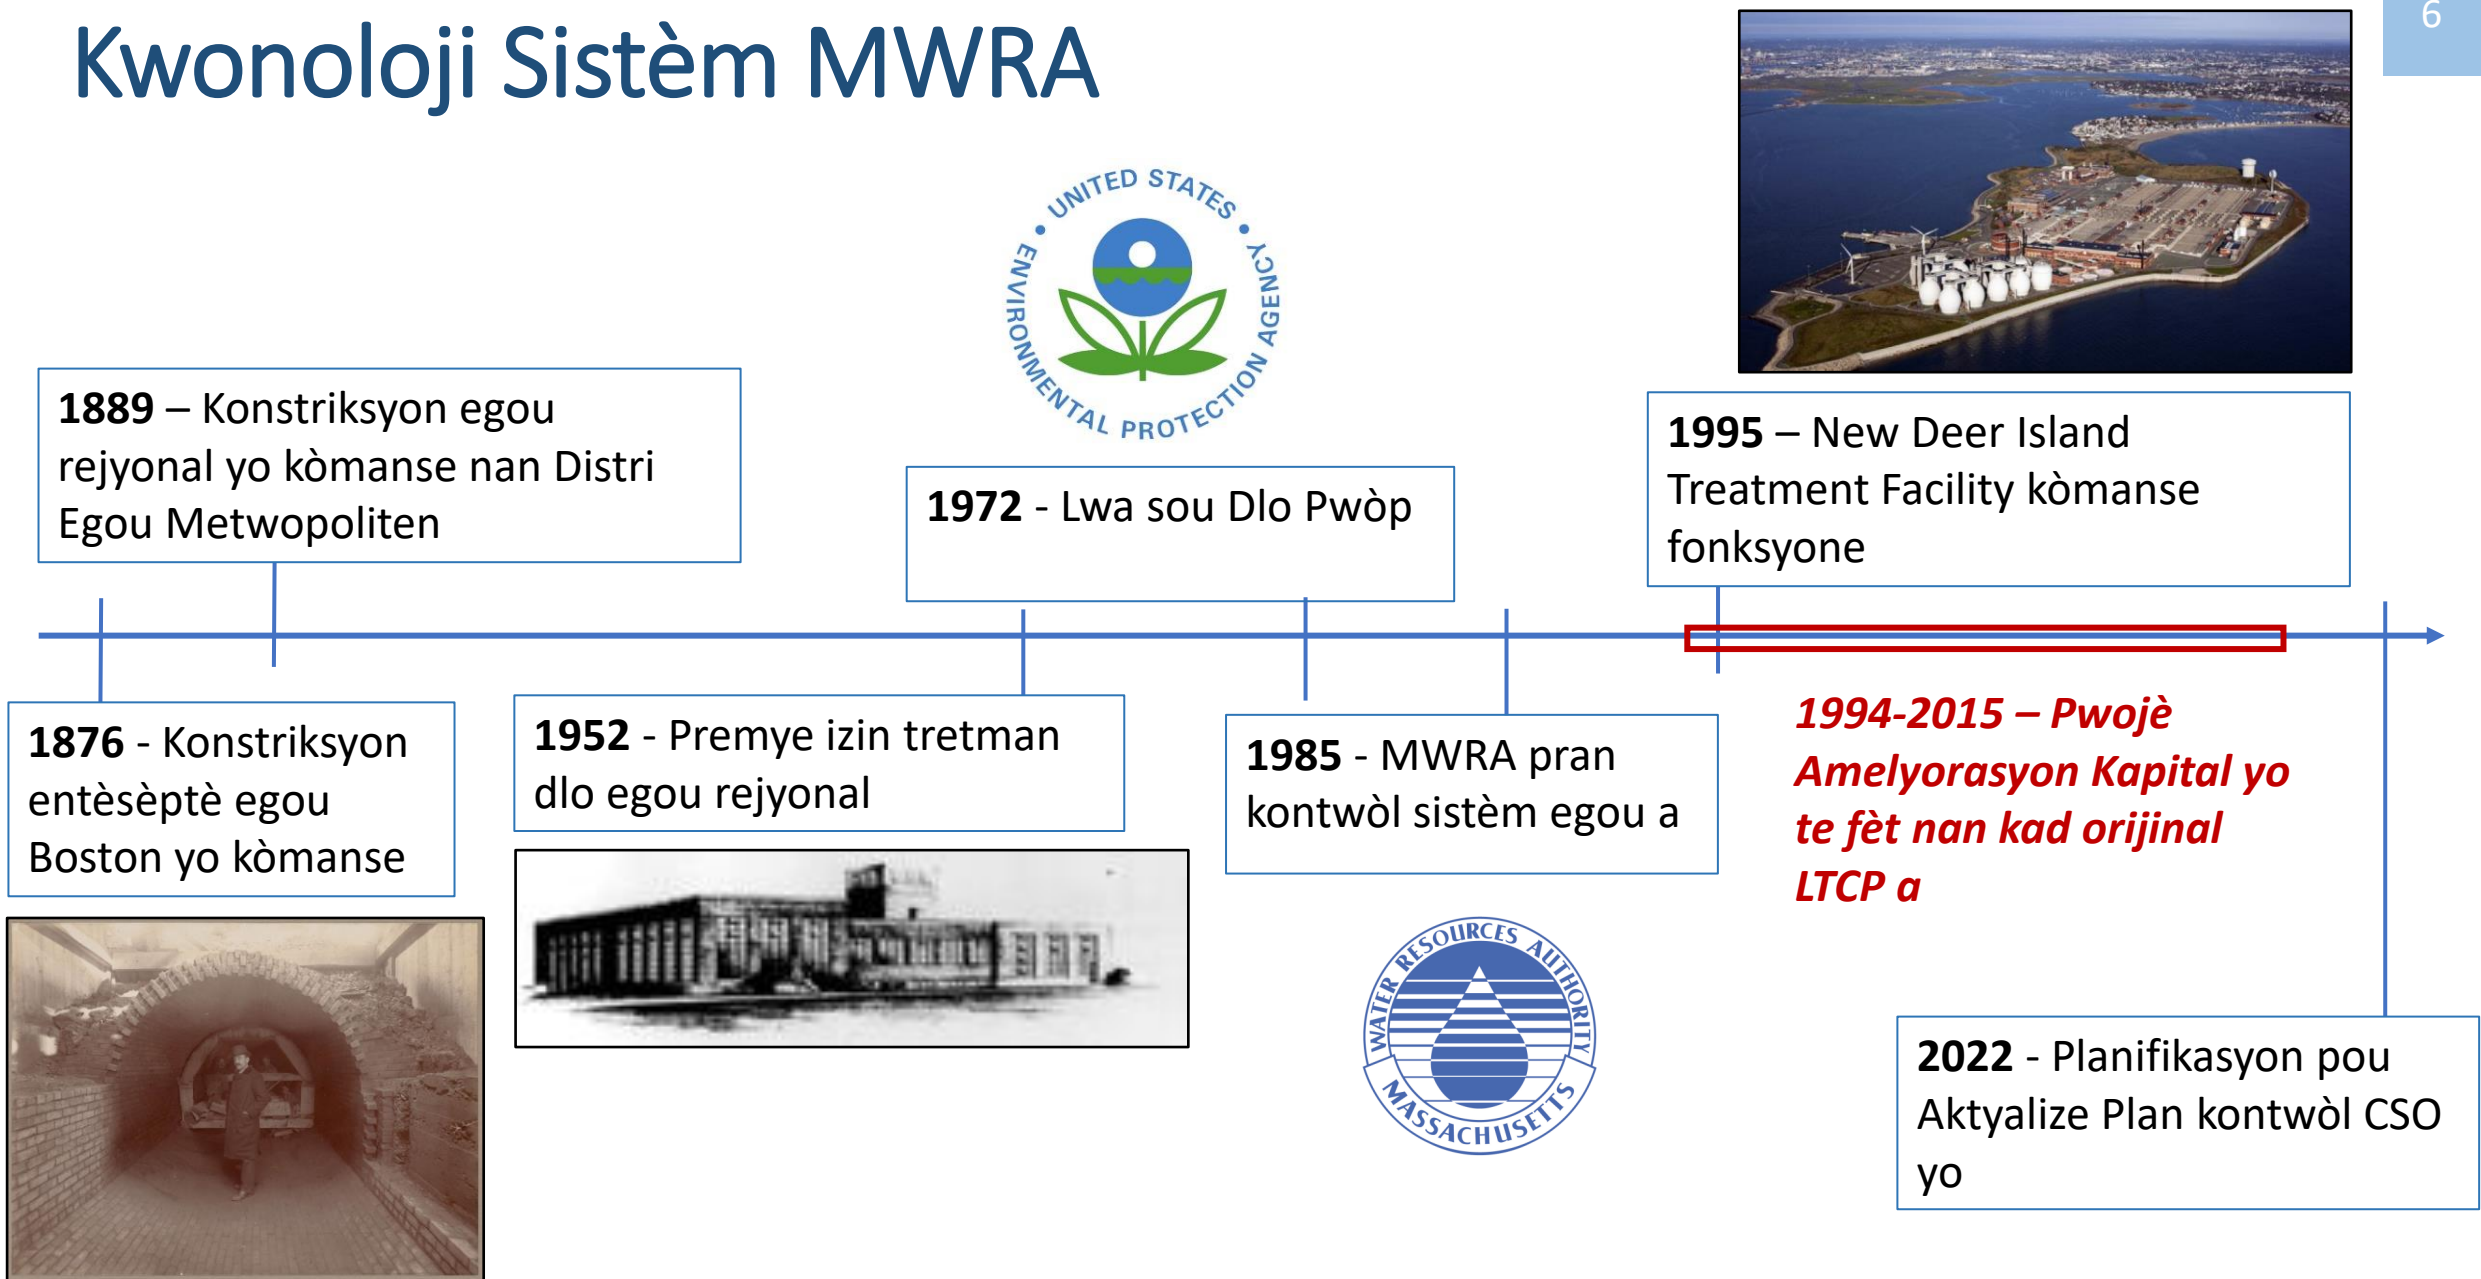 Kwonoloji Sistèm MWRA
6
UNITED STATES • ENVIRONMENTAL PROTECTION AGENCY •
1889 – Konstriksyon egou
rejyonal yo kòmanse nan Distri
Egou Metwopoliten
1972 - Lwa sou Dlo Pwòp
1995 – New Deer Island
Treatment Facility kòmanse
fonksyone
1876 - Konstriksyon
entèsèptè egou
Boston yo kòmanse
1952 - Premye izin tretman
dlo egou rejyonal
1985 - MWRA pran
kontwòl sistèm egou a
1994-2015 – Pwojè
Amelyorasyon Kapital yo
te fèt nan kad orijinal
LTCP a
WATER RESOURCES AUTHORITY
MASSACHUSETTS
2022 - Planifikasyon pou
Aktyalize Plan kontwòl CSO
yo